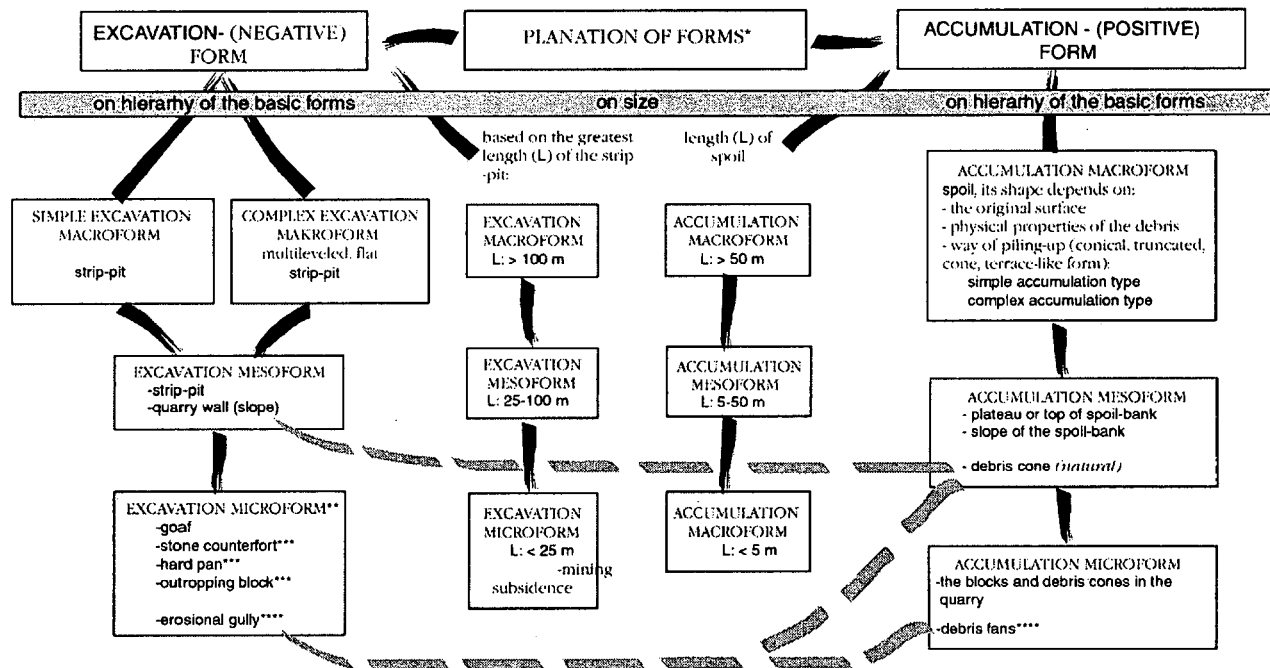 EXCAVATION- (NEGATIVE)
FORM
PLANATION OF FORMS*
ACCUMULATION - (POSITIVE)
FORM
on hierarhy of the basic forms
on size
on hierarhy of the basic forms
based on the greatest
length (L) of the strip
-pit:
length (L) of
spoil
SIMPLE EXCAVATION
MACROFORM
strip-pit
COMPLEX EXCAVATION
MAKROFORM
multileveled, flat
strip-pit
EXCAVATION
MACROFORM
L: > 100 m
ACCUMULATION
MACROFORM
L: > 50 m
ACCUMULATION MACROFORM
spoil, its shape depends on:
- the original surface
- physical properties of the debris
- way of piling-up (conical, truncated,
cone, terrace-like form):
simple accumulation type
complex accumulation type
EXCAVATION MESOFORM
-strip-pit
-quarry wall (slope)
EXCAVATION
MESOFORM
L: 25-100 m
ACCUMULATION
MESOFORM
L: 5-50 m
ACCUMULATION MESOFORM
- plateau or top of spoil-bank
- slope of the spoil-bank
- debris cone (natural)
EXCAVATION MICROFORM**
-goaf
-stone counterfort***
-hard pan***
-outropping block***
-erosional gully****
EXCAVATION
MICROFORM
L: < 25 m
-mining
subsidence
ACCUMULATION
MACROFORM
L: < 5 m
ACCUMULATION MICROFORM
-the blocks and debris cones in the
quarry
-debris fans****